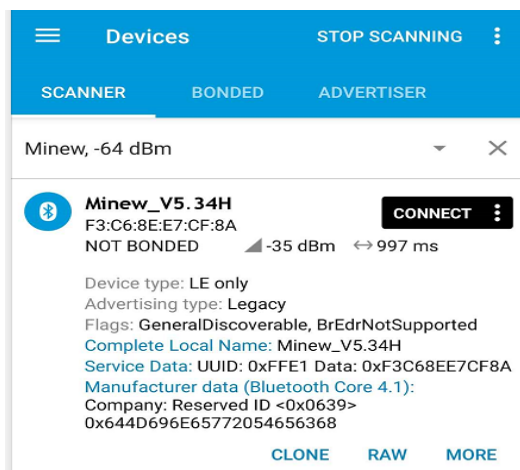 Devices STOP SCANNING
SCANNER BONDED ADVERTISER
Minew, -64 dBm
Minew_V5.34H
CONNECT
F3:C6:8E:E7:CF:8A
NOT BONDED -35 dBm 997 ms
Device type: LE only
Advertising type: Legacy
Flags: GeneralDiscoverable, BrEdrNotSupported
Complete Local Name: Minew_V5.34H
Service Data: UUID: 0xFFE1 Data: 0xF3C68EE7CF8A
Manufacturer data (Bluetooth Core 4.1):
Company: Reserved ID <0x0639>
0x644D696E65772054656368
CLONE RAW MORE